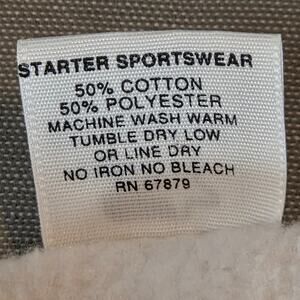 STARTER SPORTSWEAR
50% COTTON
50% POLYESTER
MACHINE WASH WARM
TUMBLE DRY LOW
OR LINE DRY
NO IRON NO BLEACH
RN 67879